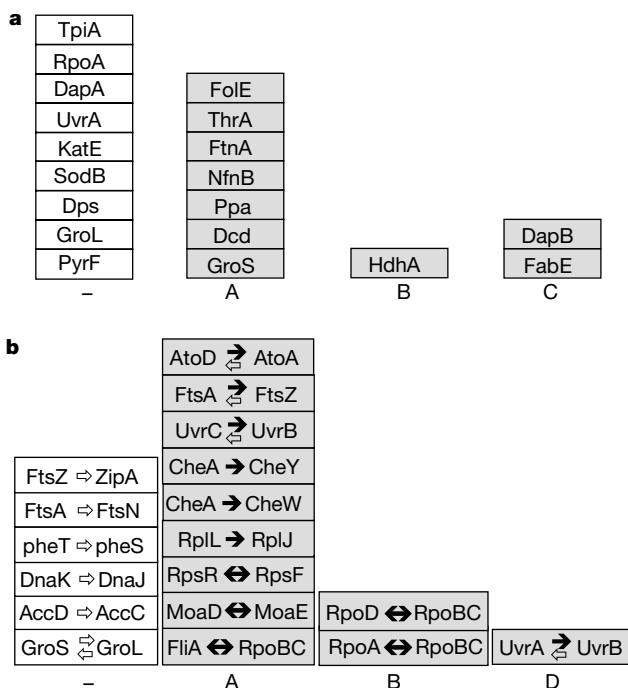 a
TpiA
RpoA
DapA
UvrA
KatE
SodB
Dps
GroL
PyrF
–
FolE
ThrA
FtnA
NfnB
Ppa
Dcd
GroS
A
HdhA
B
DapB
FabE
C
b
FtsZ ⇨ ZipA
FtsA ⇨ FtsN
pheT ⇨ pheS
DnaK ⇨ DnaJ
AccD ⇨ AccC
GroS ⇄ GroL
–
AtoD ⇄ AtoA
FtsA ⇄ FtsZ
UvrC ⇄ UvrB
CheA → CheY
CheA → CheW
RplL → RplJ
RpsR ↔ RpsF
MoaD ↔ MoaE
FliA ↔ RpoBC
A
RpoD ↔ RpoBC
RpoA ↔ RpoBC
B
UvrA ⇄ UvrB
D